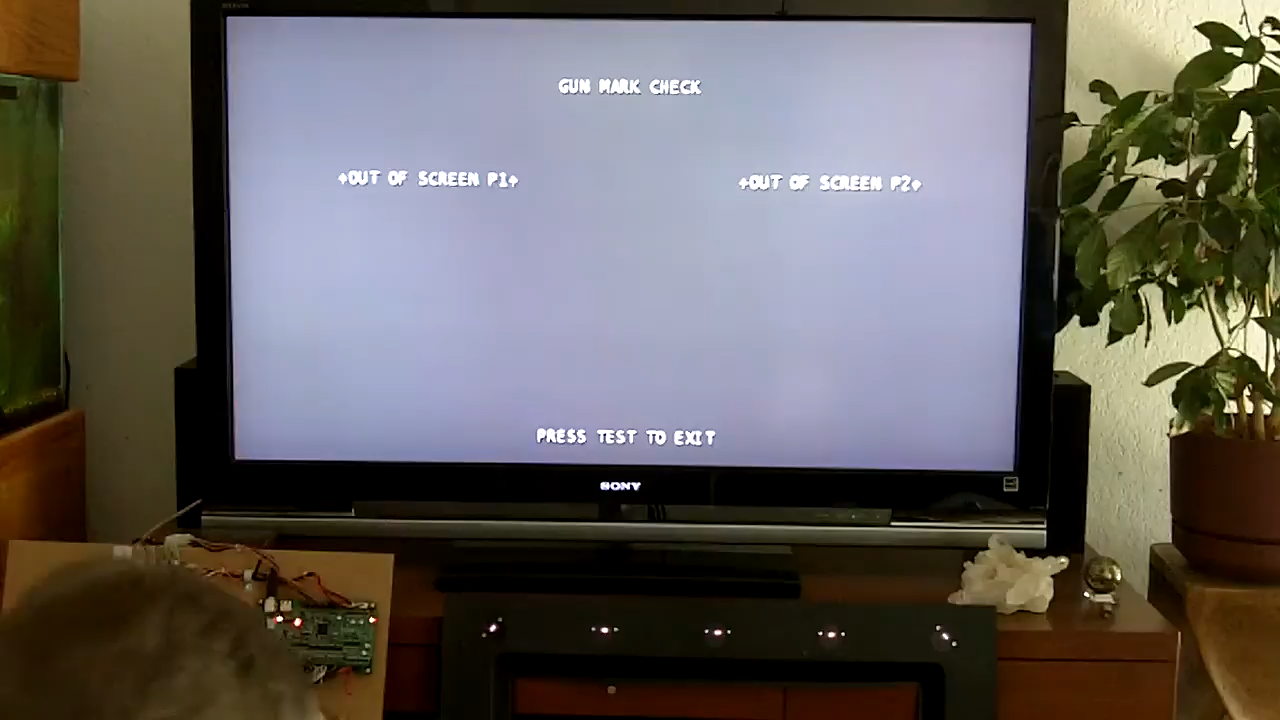 GUN MARK CHECK
↑OUT OF SCREEN P1↑
↑OUT OF SCREEN P2↑
PRESS TEST TO EXIT
SONY